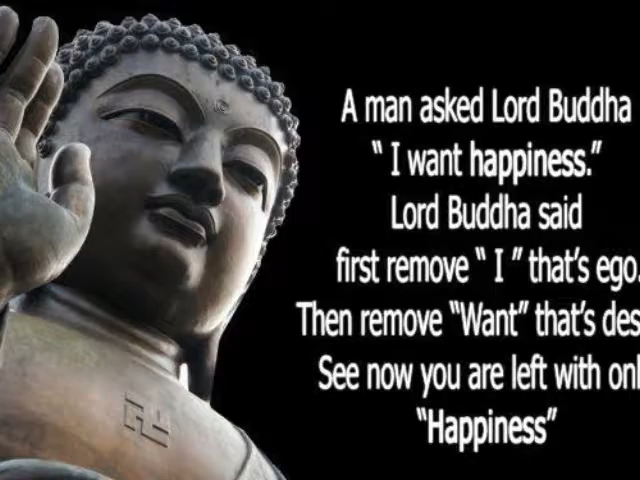 A man asked Lord Buddha
“ I want happiness.”
Lord Buddha said
first remove “ I ” that's ego.
Then remove “Want” that's
See now you are left with
“Happiness”